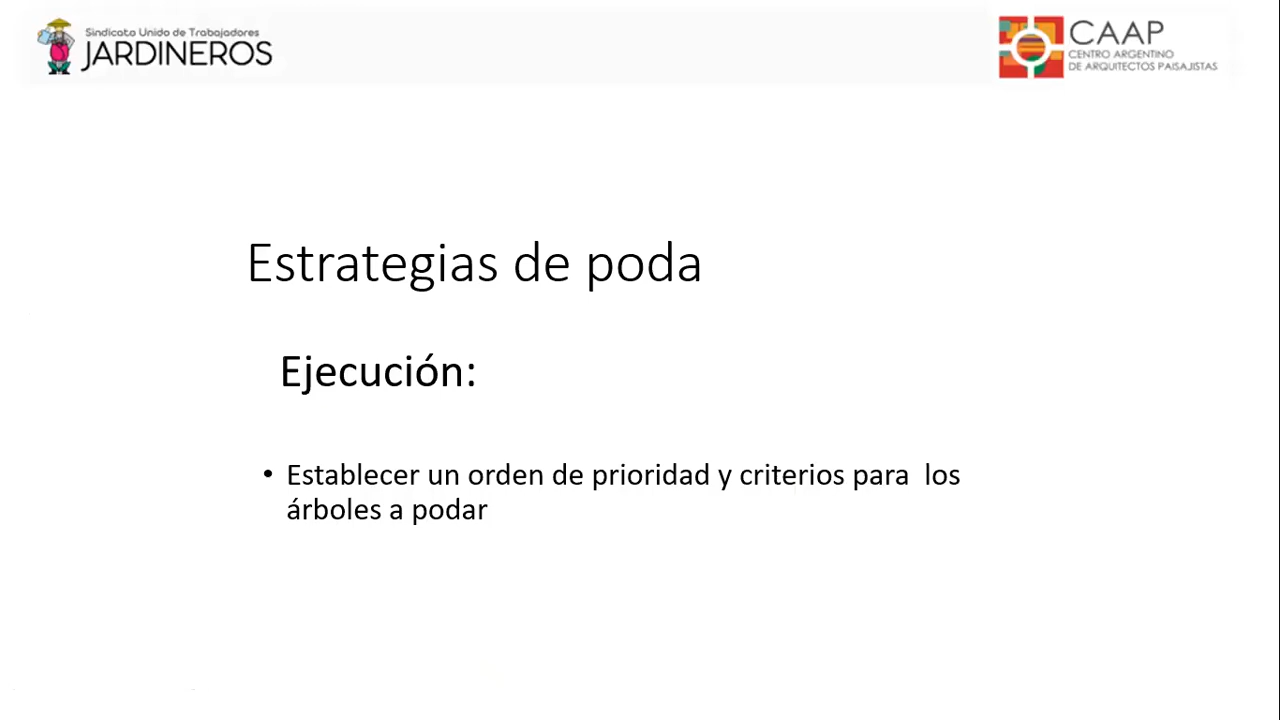 Sindicato Unido de Trabajadores
JARDINEROS
CAAP
CENTRO ARGENTINO
DE ARQUITECTOS PAISAJISTAS
Estrategias de poda
Ejecución:
• Establecer un orden de prioridad y criterios para  los
árboles a podar